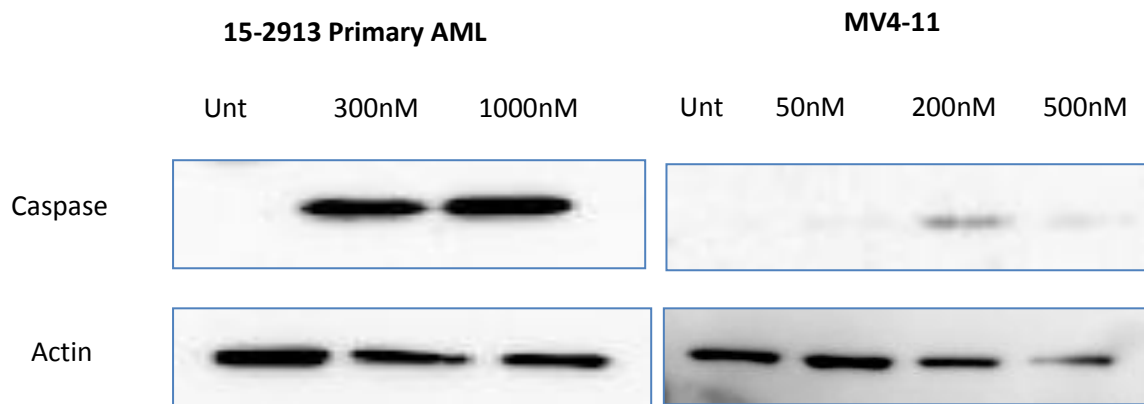 15-2913 Primary AML MV4-11
Unt 300nM 1000nM Unt 50nM 200nM 500nM
Caspase
Actin